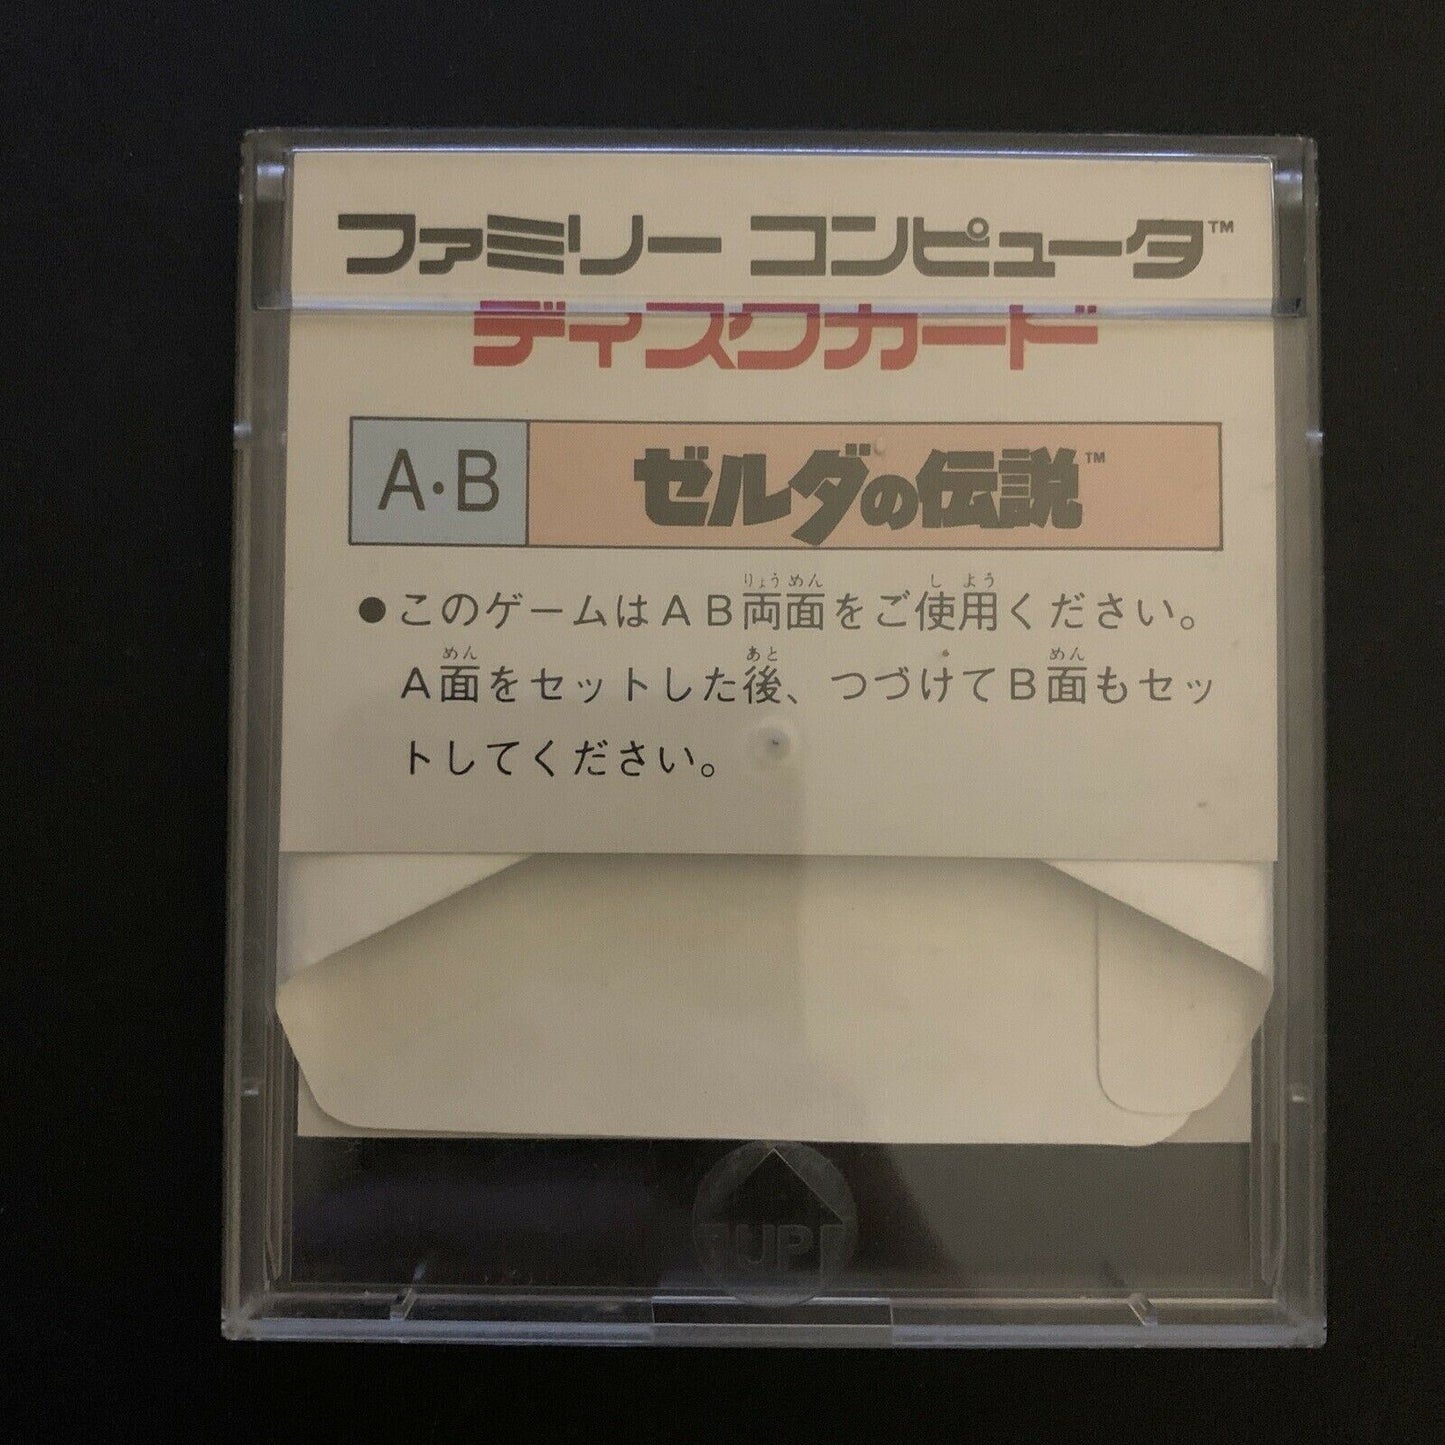 ファミリー コンピュータ™
ディスクカード
A・B
ゼルダの伝説™
りょう めん し よう
●このゲームはAB両面をご使用ください。
めん あと めん
A面をセットした後、つづけてB面もセッ
トしてください。
UP